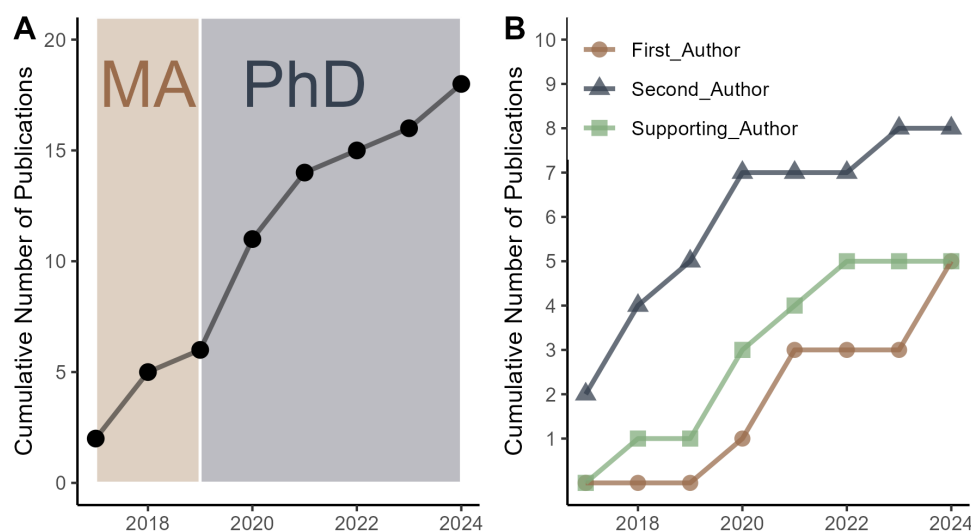 A
Cumulative Number of Publications
20
15
10
5
0
MA
PhD
2018
2020
2022
2024
B
Cumulative Number of Publications
10
9
8
7
6
5
4
3
2
1
First_Author
Second_Author
Supporting_Author
2018
2020
2022
2024